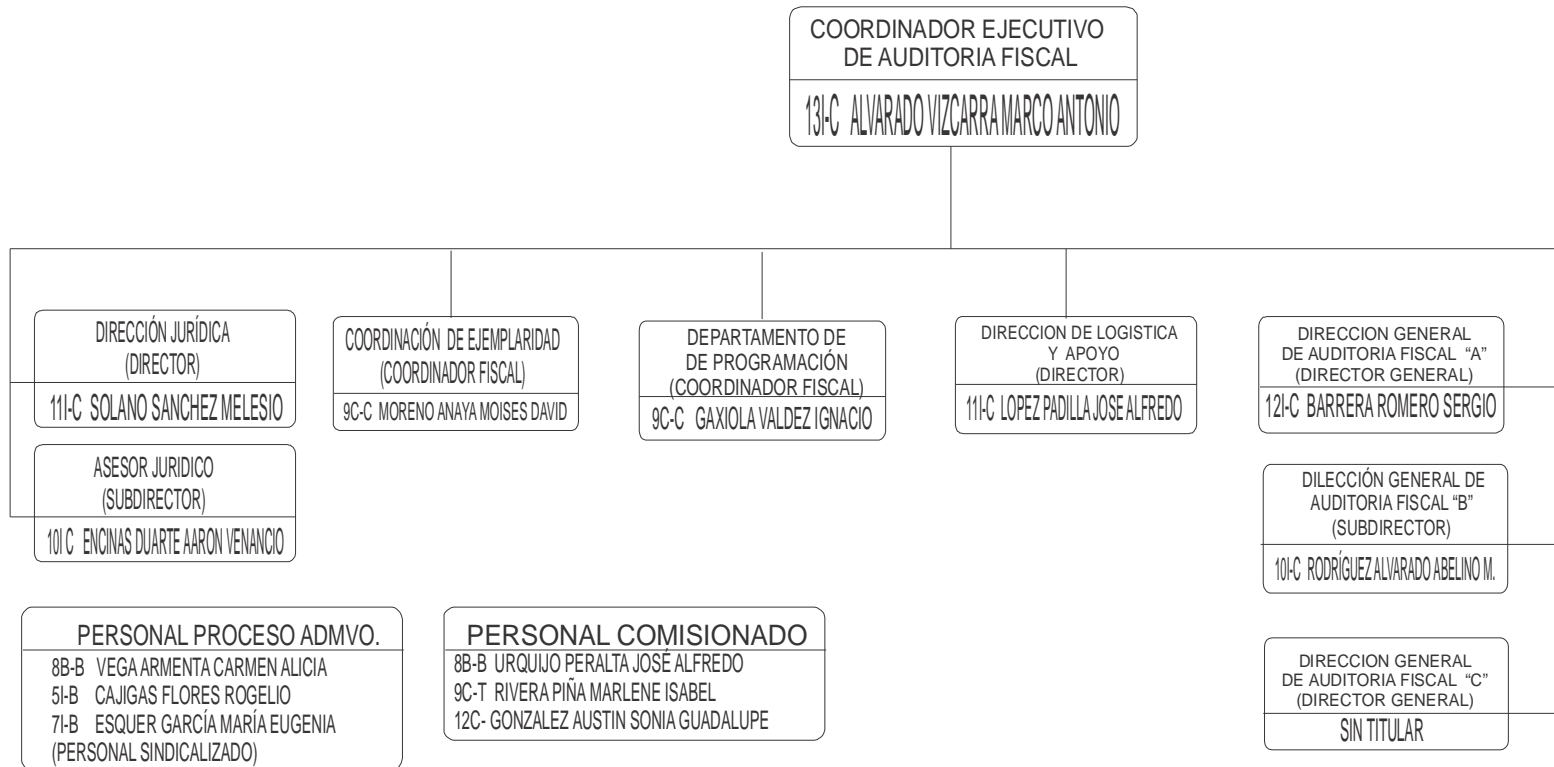 COORDINADOR EJECUTIVO
DE AUDITORIA FISCAL
13I-C ALVARADO VIZCARRA MARCO ANTONIO
DIRECCIÓN JURÍDICA
(DIRECTOR)
11I-C SOLANO SANCHEZ MELESIO
COORDINACIÓN DE EJEMPLARIDAD
(COORDINADOR FISCAL)
9C-C MORENO ANAYA MOISES DAVID
DEPARTAMENTO DE
DE PROGRAMACIÓN
(COORDINADOR FISCAL)
9C-C GAXIOLA VALDEZ IGNACIO
DIRECCION DE LOGISTICA
Y APOYO
(DIRECTOR)
11I-C LOPEZ PADILLA JOSE ALFREDO
DIRECCION GENERAL
DE AUDITORIA FISCAL “A”
(DIRECTOR GENERAL)
12I-C BARRERA ROMERO SERGIO
ASESOR JURIDICO
(SUBDIRECTOR)
10I C ENCINAS DUARTE AARON VENANCIO
DILECCIÓN GENERAL DE
AUDITORIA FISCAL “B”
(SUBDIRECTOR)
10I-C RODRÍGUEZ ALVARADO ABELINO M.
PERSONAL PROCESO ADMVO.
8B-B VEGA ARMENTA CARMEN ALICIA
5I-B CAJIGAS FLORES ROGELIO
7I-B ESQUER GARCÍA MARÍA EUGENIA
(PERSONAL SINDICALIZADO)
PERSONAL COMISIONADO
8B-B URQUIJO PERALTA JOSÉ ALFREDO
9C-T RIVERA PIÑA MARLENE ISABEL
12C- GONZALEZ AUSTIN SONIA GUADALUPE
DIRECCION GENERAL
DE AUDITORIA FISCAL “C”
(DIRECTOR GENERAL)
SIN TITULAR